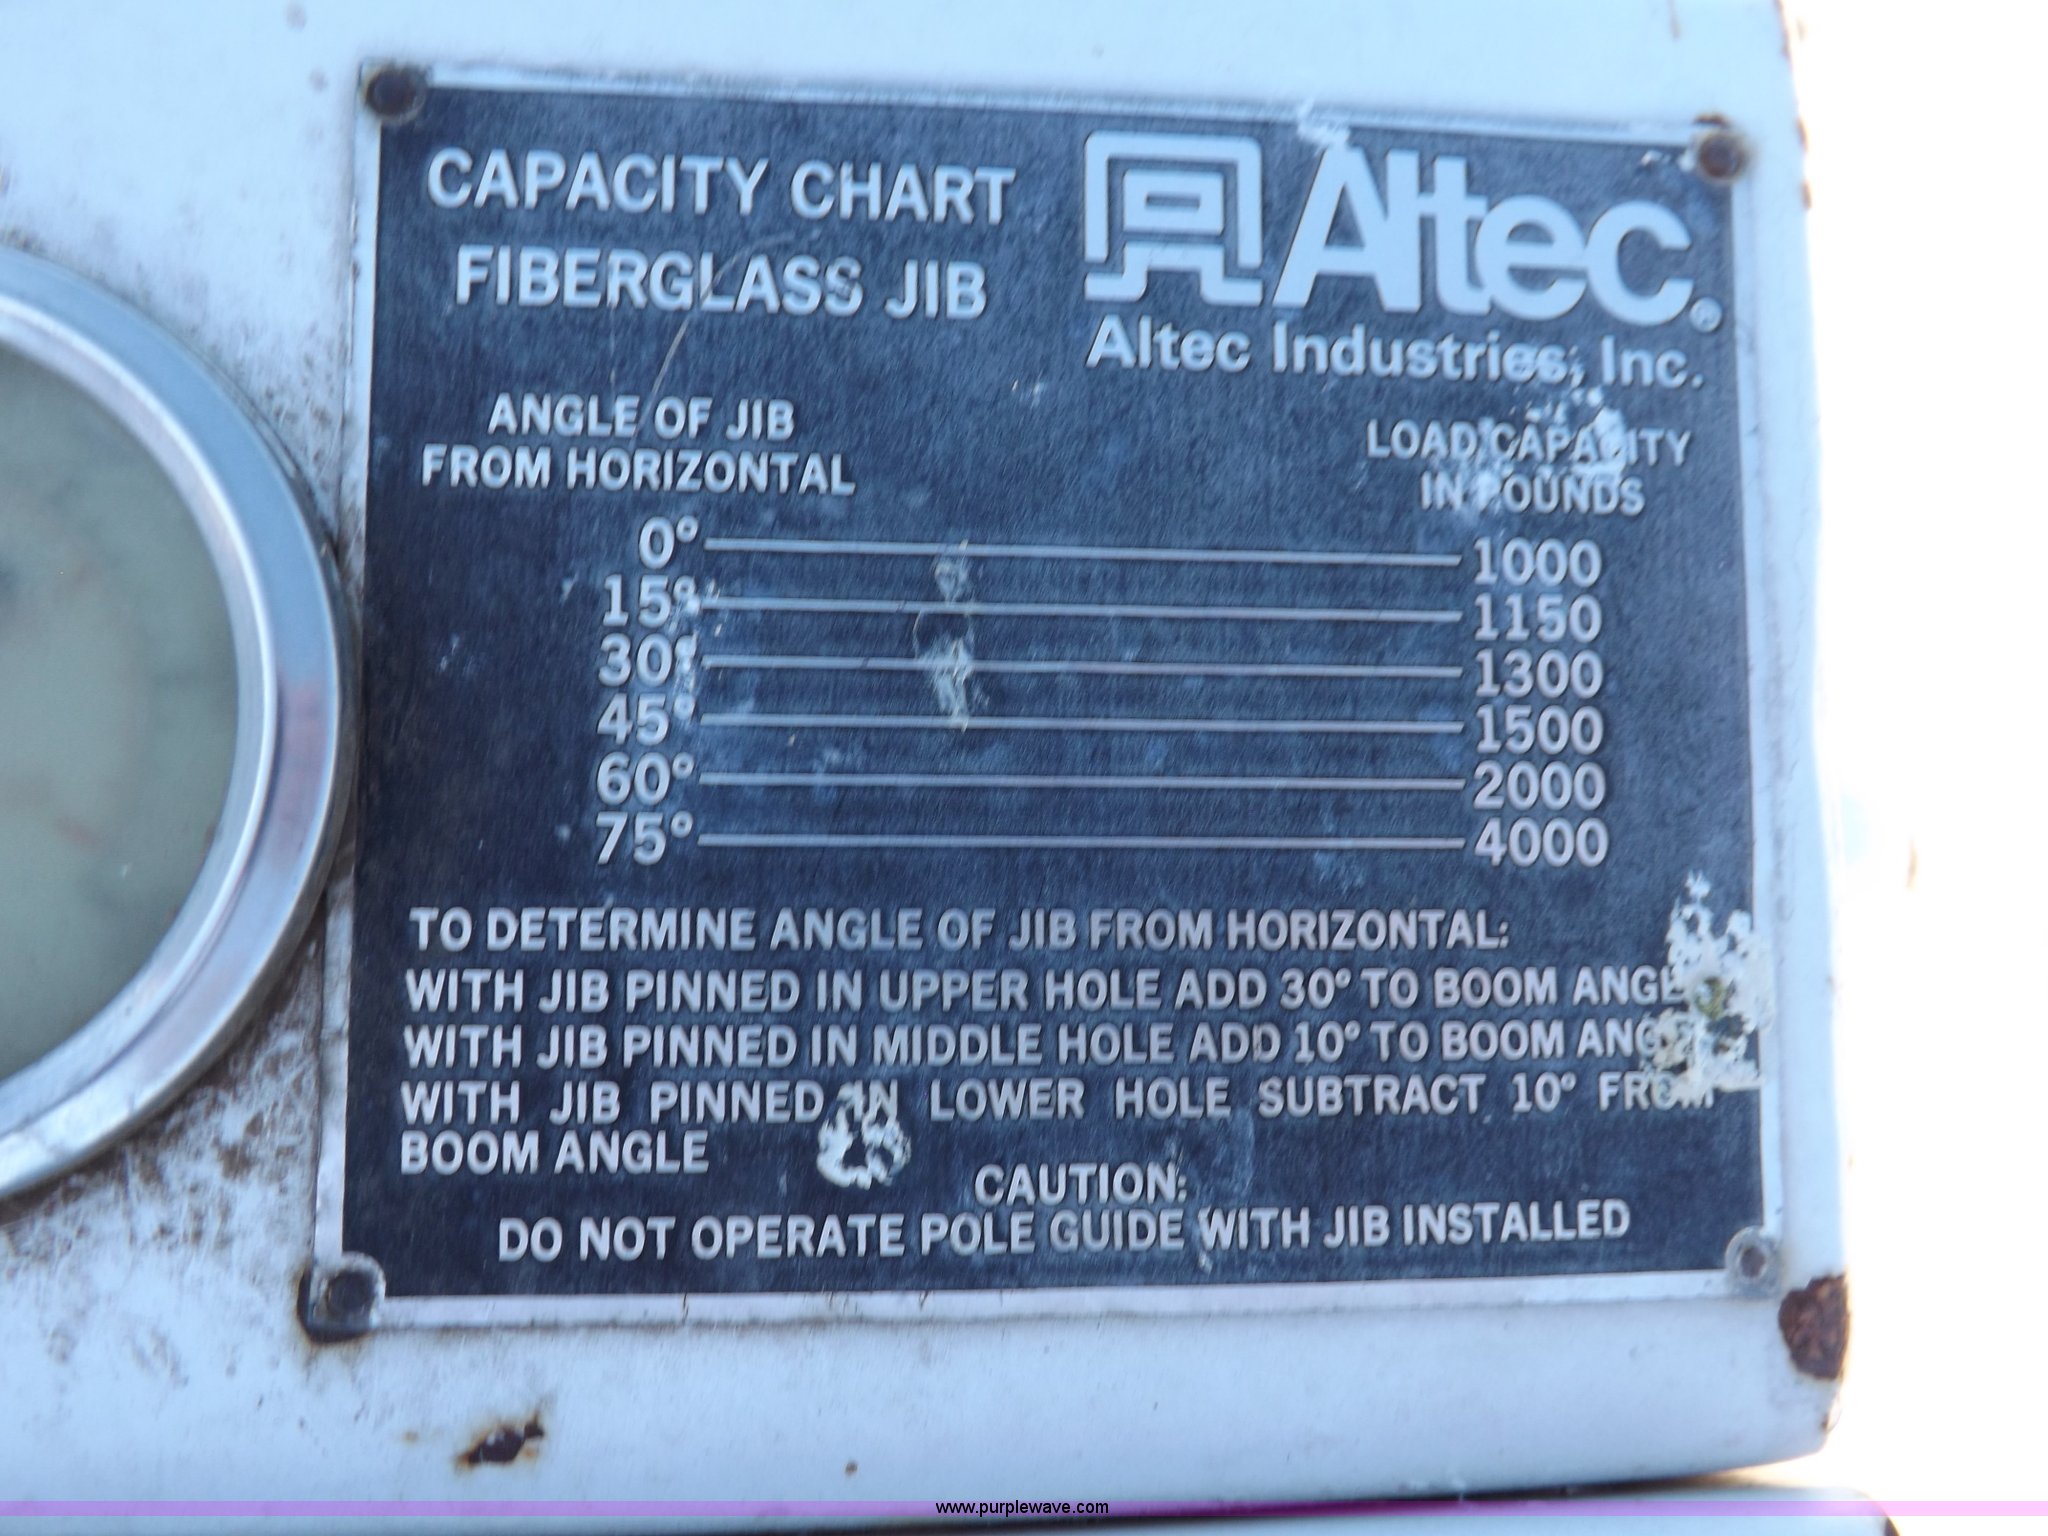 CAPACITY CHART
FIBERGLASS JIB
Altec®
Altec Industries, Inc.
ANGLE OF JIB
FROM HORIZONTAL
LOAD CAPACITY
IN POUNDS
0° 1000
15° 1150
30° 1300
45° 1500
60° 2000
75° 4000
TO DETERMINE ANGLE OF JIB FROM HORIZONTAL:
WITH JIB PINNED IN UPPER HOLE ADD 30° TO BOOM ANGLE
WITH JIB PINNED IN MIDDLE HOLE ADD 10° TO BOOM ANGLE
WITH JIB PINNED IN LOWER HOLE SUBTRACT 10° FROM
BOOM ANGLE
CAUTION:
DO NOT OPERATE POLE GUIDE WITH JIB INSTALLED
www.purplewave.com